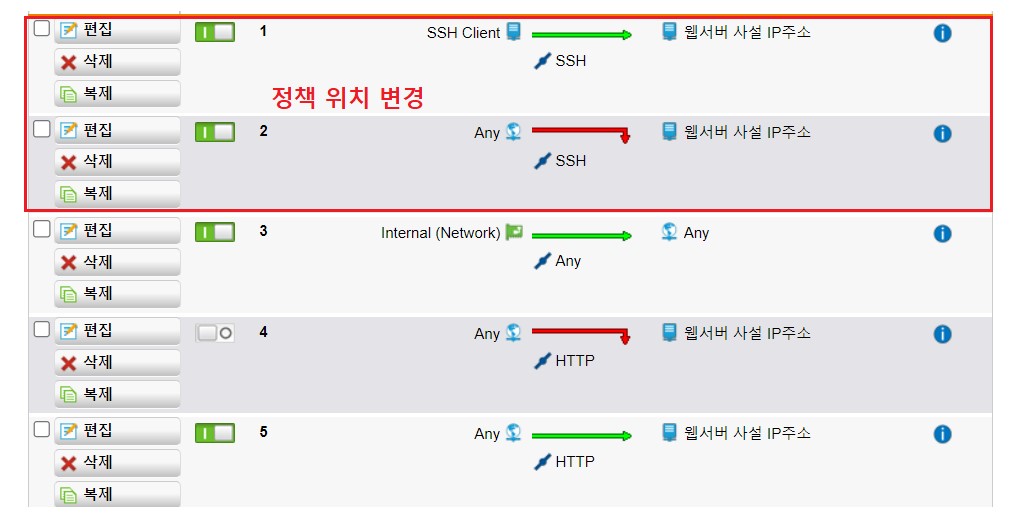 편집 1 SSH Client 웹서버 사설 IP주소
삭제 SSH
복제
정책 위치 변경
편집 2 Any 웹서버 사설 IP주소
삭제 SSH
복제
편집 3 Internal (Network) Any
삭제 Any
복제
편집 4 Any 웹서버 사설 IP주소
삭제 HTTP
복제
편집 5 Any 웹서버 사설 IP주소
삭제 HTTP
복제